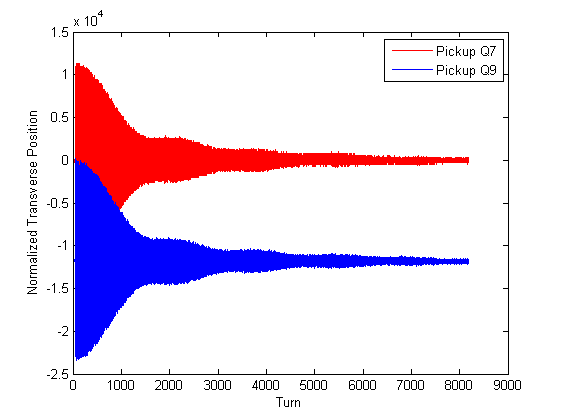 x 10^4
1.5
1
0.5
0
-0.5
-1
-1.5
-2
-2.5
Normalized Transverse Position
Pickup Q7
Pickup Q9
0 1000 2000 3000 4000 5000 6000 7000 8000 9000
Turn